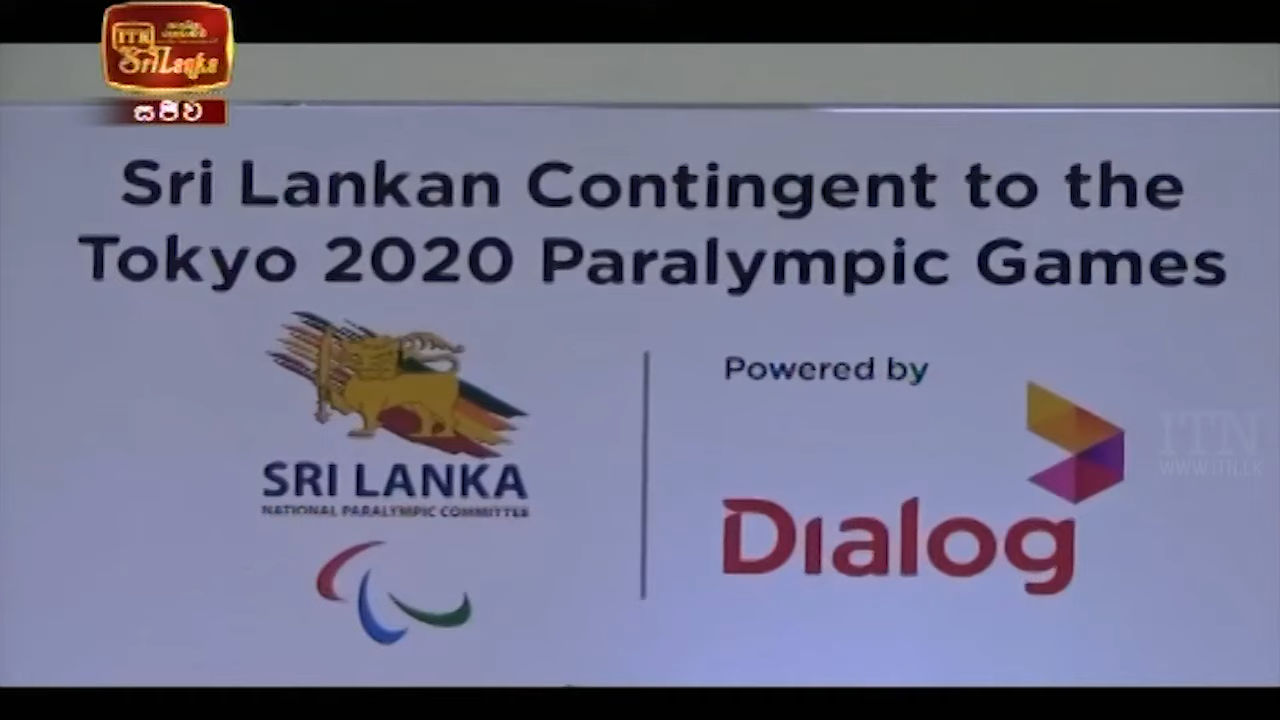 ITN
Sri Lanka
සජීව
Sri Lankan Contingent to the
Tokyo 2020 Paralympic Games
SRI LANKA
NATIONAL PARALYMPIC COMMITTEE
Powered by
Dialog
ITN
WWW.ITN.LK